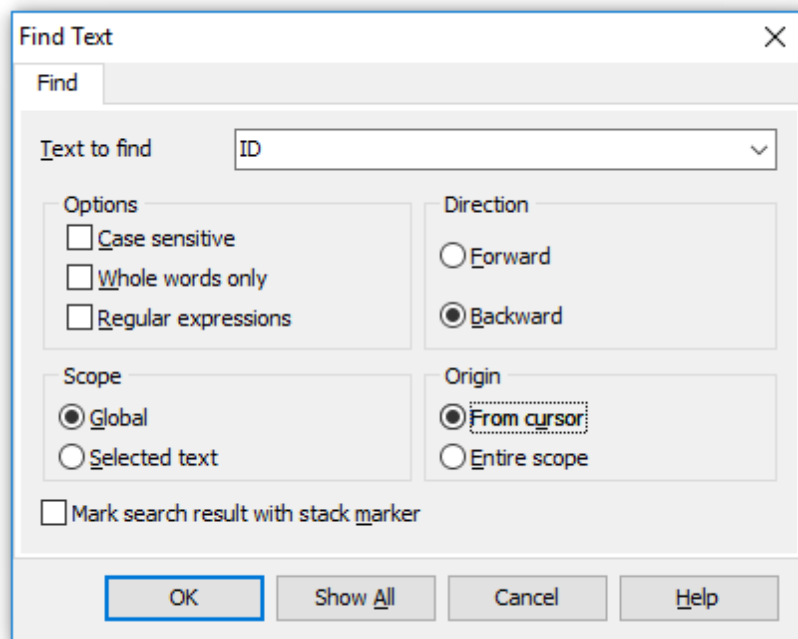 Find Text
Find
Text to find ID
Options
Case sensitive
Whole words only
Regular expressions
Direction
Forward
Backward
Scope
Global
Selected text
Origin
From cursor
Entire scope
Mark search result with stack marker
OK Show All Cancel Help